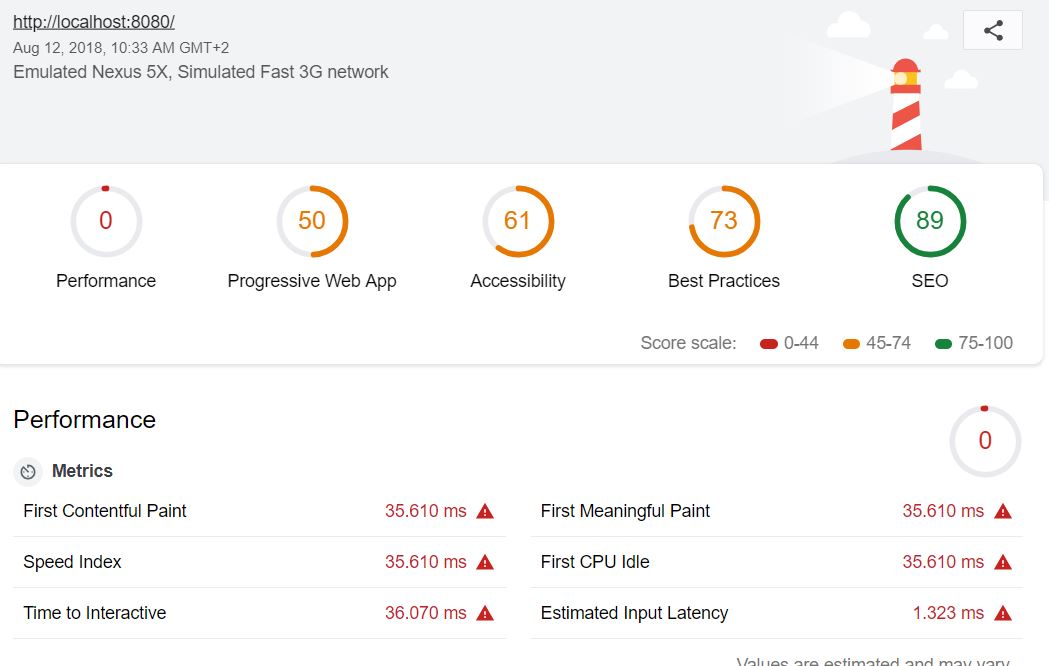 http://localhost:8080/
Aug 12, 2018, 10:33 AM GMT+2
Emulated Nexus 5X, Simulated Fast 3G network
0 50 61 73 89
Performance Progressive Web App Accessibility Best Practices SEO
Score scale: 0-44 45-74 75-100
Performance 0
Metrics
First Contentful Paint 35.610 ms First Meaningful Paint 35.610 ms
Speed Index 35.610 ms First CPU Idle 35.610 ms
Time to Interactive 36.070 ms Estimated Input Latency 1.323 ms
Values are estimated and may vary.